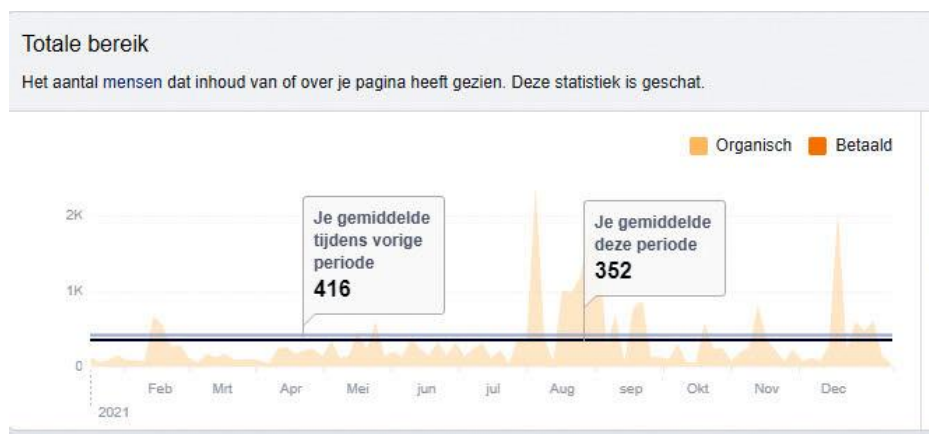 Totale bereik
Het aantal mensen dat inhoud van of over je pagina heeft gezien. Deze statistiek is geschat.
Organisch Betaald
2K
1K
0
Je gemiddelde
tijdens vorige
periode
416
Je gemiddelde
deze periode
352
Feb Mrt Apr Mei jun jul Aug sep Okt Nov Dec
2021